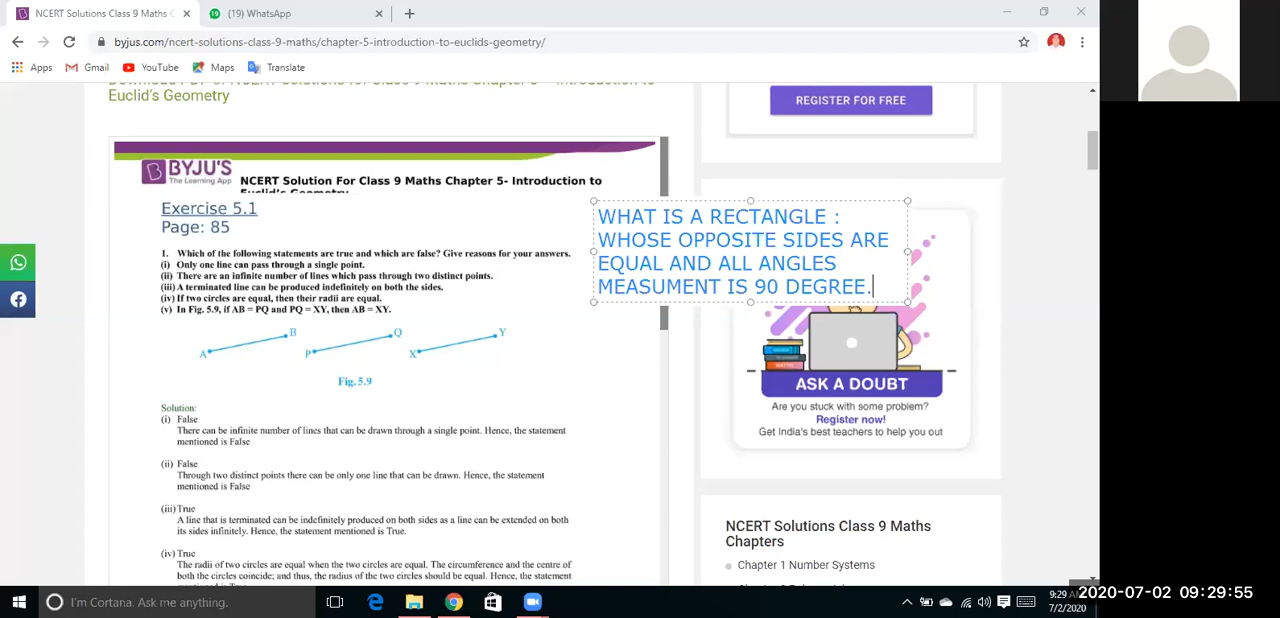 NCERT Solutions Class 9 Maths C
(19) WhatsApp
byjus.com/ncert-solutions-class-9-maths/chapter-5-introduction-to-euclids-geometry/
Apps Gmail YouTube Maps Translate
Euclid's Geometry
REGISTER FOR FREE
BYJU'S
The Learning App
NCERT Solution For Class 9 Maths Chapter 5- Introduction to
Euclid's Geometry
Exercise 5.1
Page: 85
1. Which of the following statements are true and which are false? Give reasons for your answers.
(i) Only one line can pass through a single point.
(ii) There are an infinite number of lines which pass through two distinct points.
(iii) A terminated line can be produced indefinitely on both the sides.
(iv) If two circles are equal, then their radii are equal.
(v) In Fig. 5.9, if AB = PQ and PQ = XY, then AB = XY.
A B P Q X Y
Fig. 5.9
Solution:
(i) False
There can be infinite number of lines that can be drawn through a single point. Hence, the statement
mentioned is False
(ii) False
Through two distinct points there can be only one line that can be drawn. Hence, the statement
mentioned is False
(iii) True
A line that is terminated can be indefinitely produced on both sides as a line can be extended on both
its sides infinitely. Hence, the statement mentioned is True.
(iv) True
The radii of two circles are equal when the two circles are equal. The circumference and the centre of
both the circles coincide; and thus, the radius of the two circles should be equal. Hence, the statement
WHAT IS A RECTANGLE :
WHOSE OPPOSITE SIDES ARE
EQUAL AND ALL ANGLES
MEASUMENT IS 90 DEGREE.
ASK A DOUBT
Are you stuck with some problem?
Register now!
Get India's best teachers to help you out
NCERT Solutions Class 9 Maths
Chapters
Chapter 1 Number Systems
I'm Cortana. Ask me anything.
9:29 AM
7/2/2020
2020-07-02 09:29:55